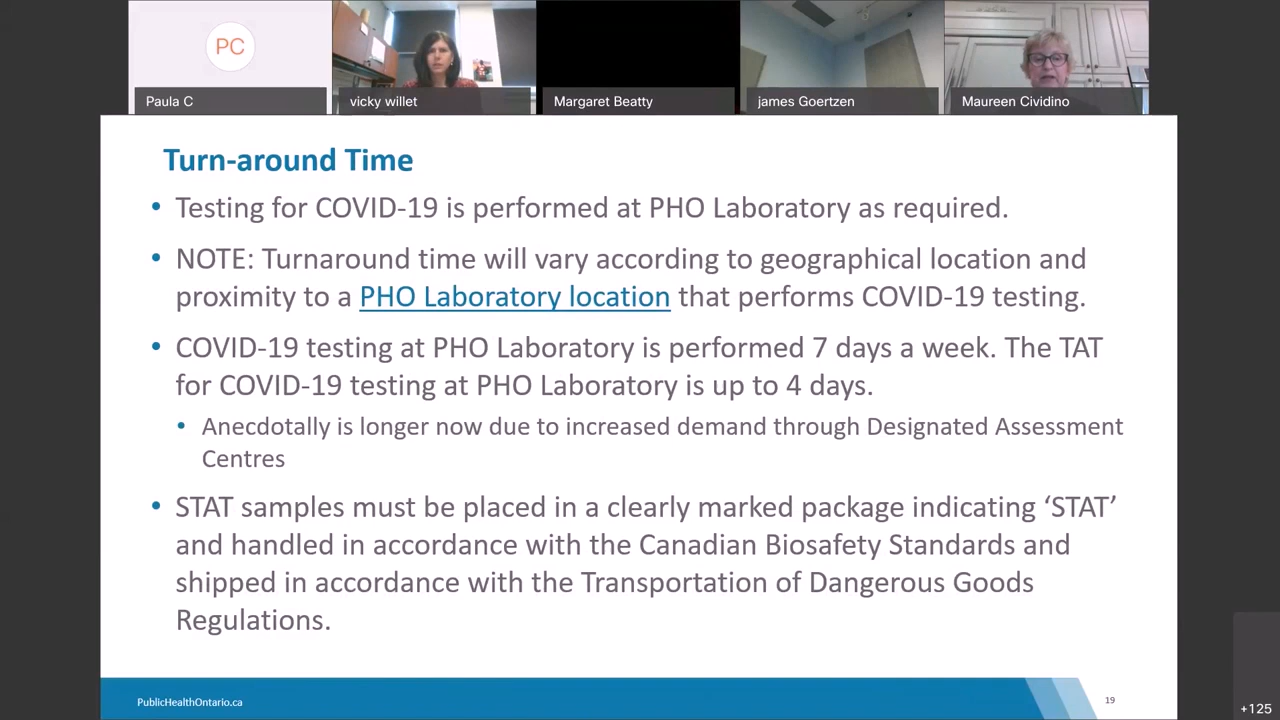 PC
Paula C
vicky willet
Margaret Beatty
james Goertzen
Maureen Cividino
Turn-around Time
• Testing for COVID-19 is performed at PHO Laboratory as required.
• NOTE: Turnaround time will vary according to geographical location and
proximity to a PHO Laboratory location that performs COVID-19 testing.
• COVID-19 testing at PHO Laboratory is performed 7 days a week. The TAT
for COVID-19 testing at PHO Laboratory is up to 4 days.
• Anecdotally is longer now due to increased demand through Designated Assessment
Centres
• STAT samples must be placed in a clearly marked package indicating ‘STAT’
and handled in accordance with the Canadian Biosafety Standards and
shipped in accordance with the Transportation of Dangerous Goods
Regulations.
PublicHealthOntario.ca
19
+125